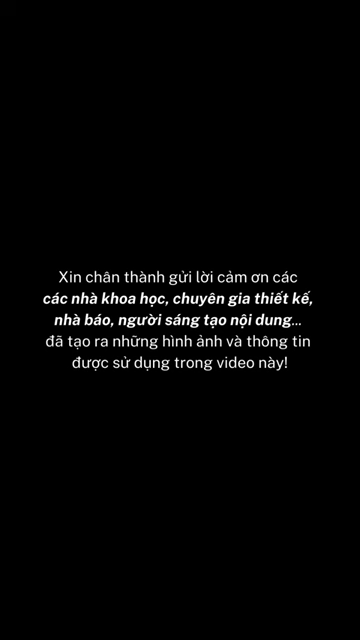 Xin chân thành gửi lời cảm ơn các
các nhà khoa học, chuyên gia thiết kế,
nhà báo, người sáng tạo nội dung...
đã tạo ra những hình ảnh và thông tin
được sử dụng trong video này!